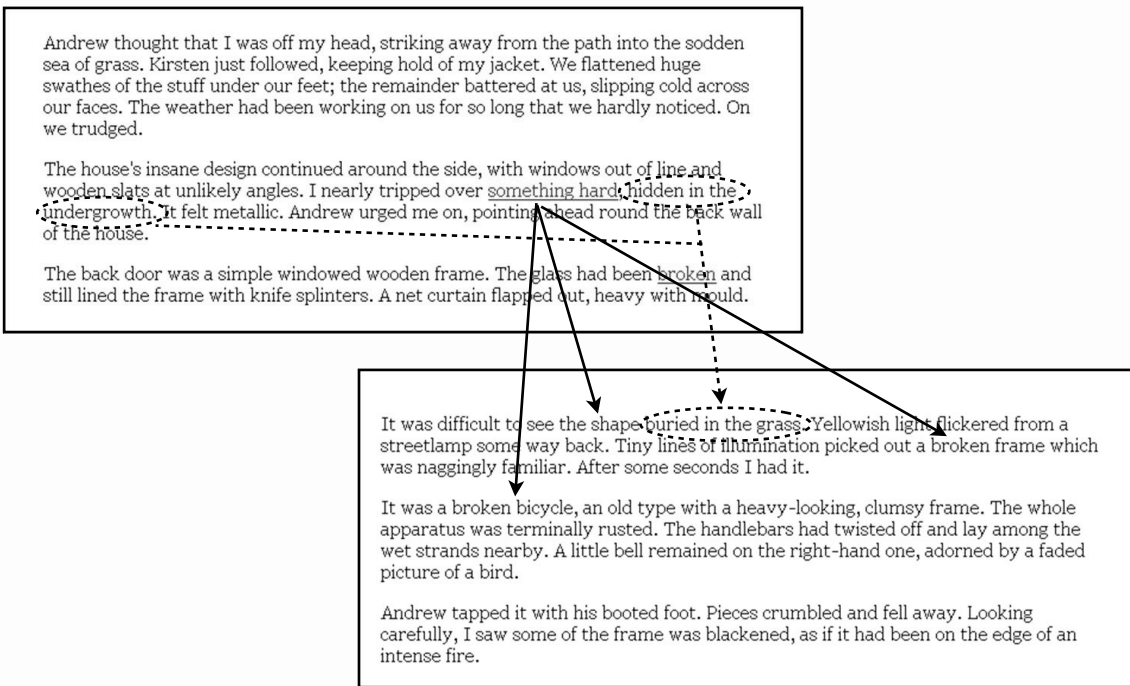 Andrew thought that I was off my head, striking away from the path into the sodden
sea of grass. Kirsten just followed, keeping hold of my jacket. We flattened huge
swathes of the stuff under our feet; the remainder battered at us, slipping cold across
our faces. The weather had been working on us for so long that we hardly noticed. On
we trudged.
The house's insane design continued around the side, with windows out of line and
wooden slats at unlikely angles. I nearly tripped over something hard, hidden in the
undergrowth. It felt metallic. Andrew urged me on, pointing ahead round the back wall
of the house.
The back door was a simple windowed wooden frame. The glass had been broken and
still lined the frame with knife splinters. A net curtain flapped out, heavy with mould.
It was difficult to see the shape buried in the grass. Yellowish light flickered from a
streetlamp some way back. Tiny lines of illumination picked out a broken frame which
was naggingly familiar. After some seconds I had it.
It was a broken bicycle, an old type with a heavy-looking, clumsy frame. The whole
apparatus was terminally rusted. The handlebars had twisted off and lay among the
wet strands nearby. A little bell remained on the right-hand one, adorned by a faded
picture of a bird.
Andrew tapped it with his booted foot. Pieces crumbled and fell away. Looking
carefully, I saw some of the frame was blackened, as if it had been on the edge of an
intense fire.